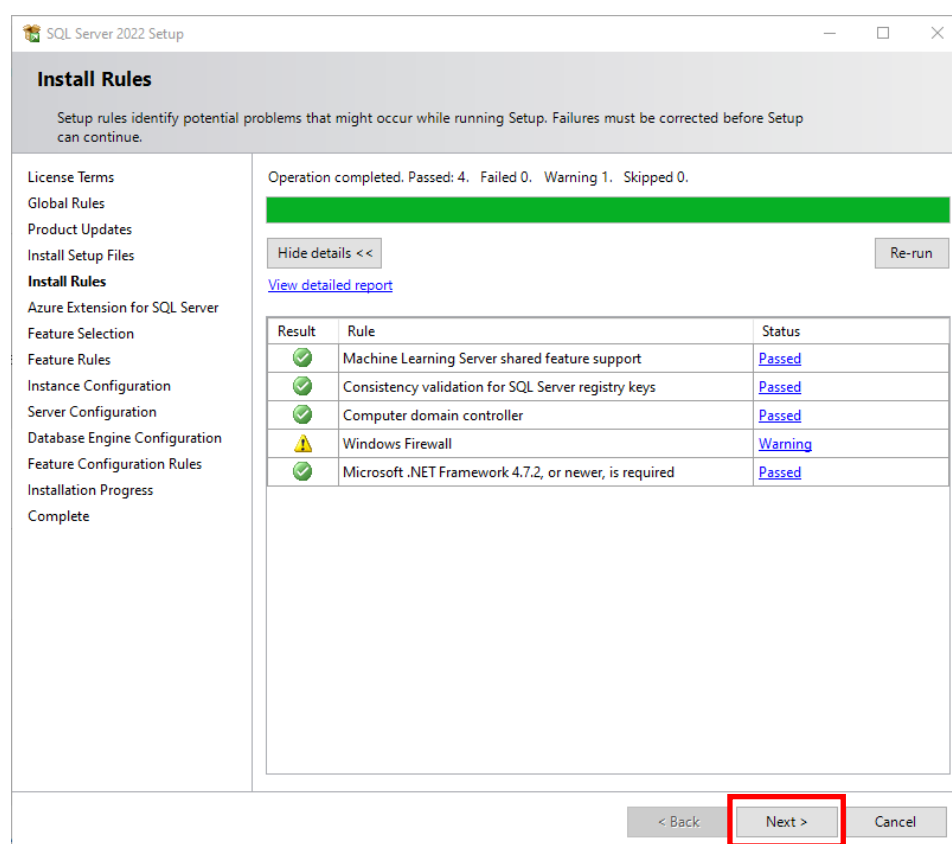 SQL Server 2022 Setup
Install Rules
Setup rules identify potential problems that might occur while running Setup. Failures must be corrected before Setup
can continue.
License Terms
Global Rules
Product Updates
Install Setup Files
Install Rules
Azure Extension for SQL Server
Feature Selection
Feature Rules
Instance Configuration
Server Configuration
Database Engine Configuration
Feature Configuration Rules
Installation Progress
Complete
Operation completed. Passed: 4. Failed 0. Warning 1. Skipped 0.
Hide details << Re-run
View detailed report
Result Rule Status
Machine Learning Server shared feature support Passed
Consistency validation for SQL Server registry keys Passed
Computer domain controller Passed
Windows Firewall Warning
Microsoft .NET Framework 4.7.2, or newer, is required Passed
< Back Next > Cancel